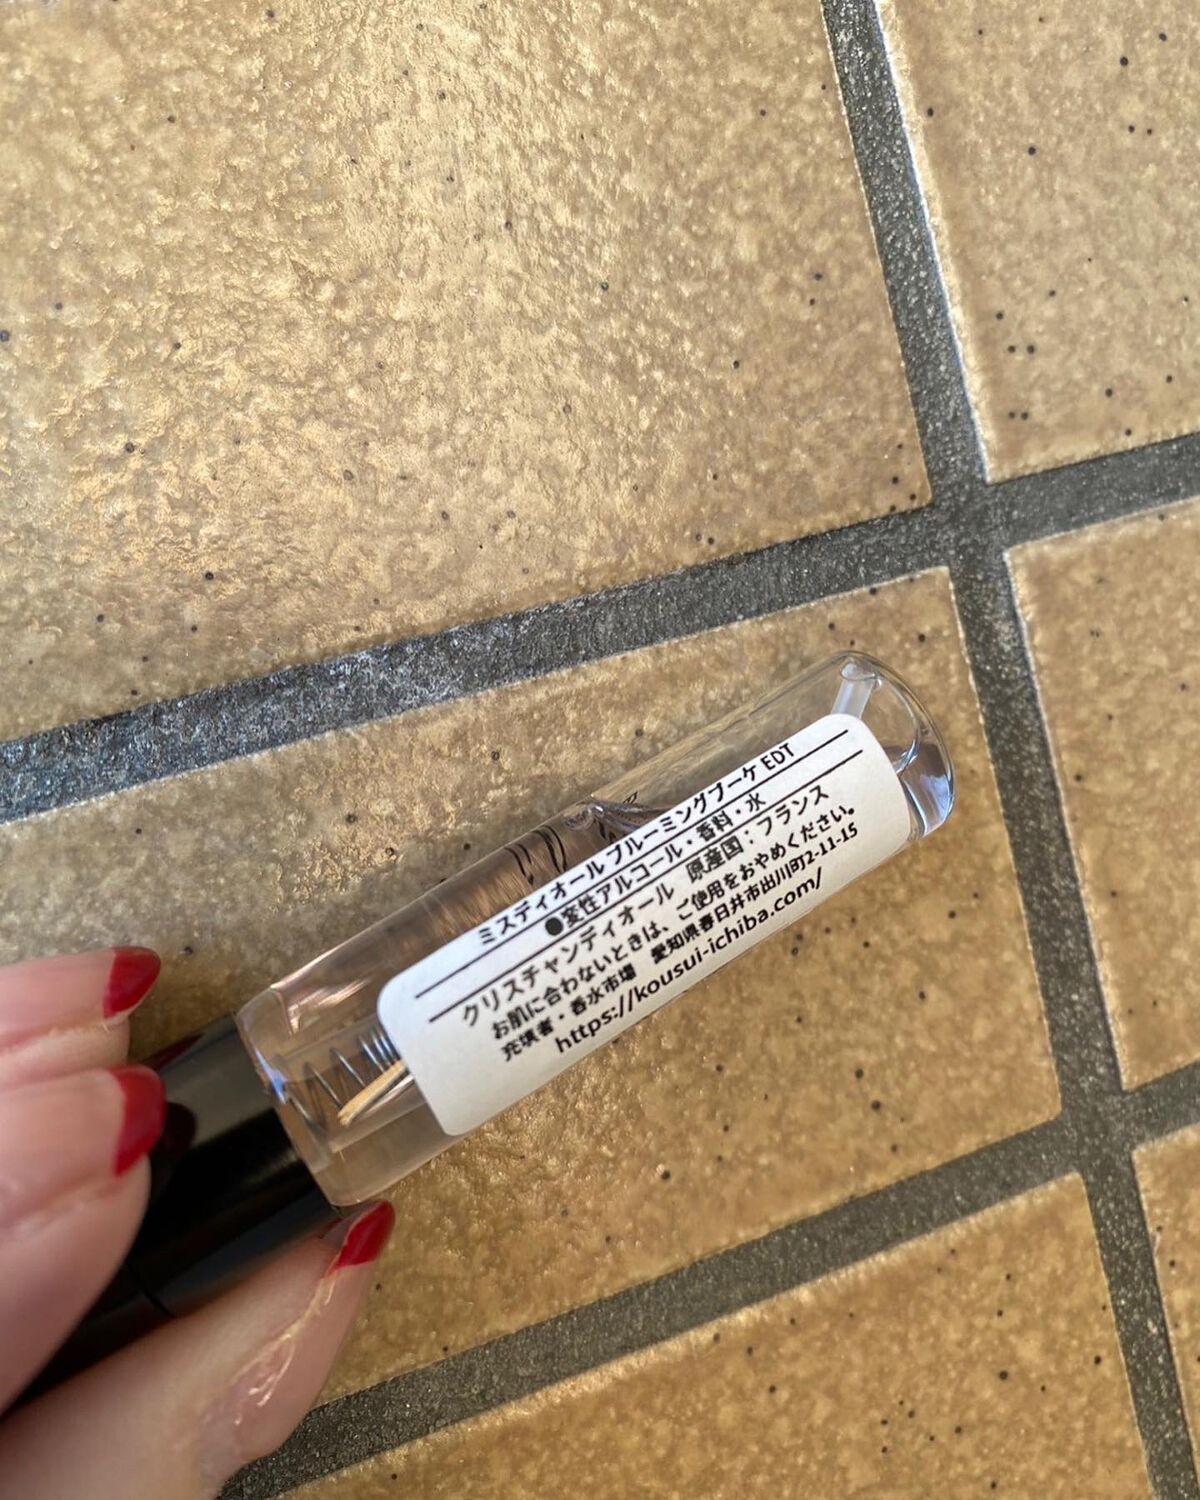 ミスディオール ブルーミングブーケ EDT
●変性アルコール・香料・水
クリスチャンディオール 原産国：フランス
お肌に合わないときは、ご使用をおやめください。
充填者・香水市場 愛知県春日井市出川町2-11-15
https://kousui-ichiba.com/